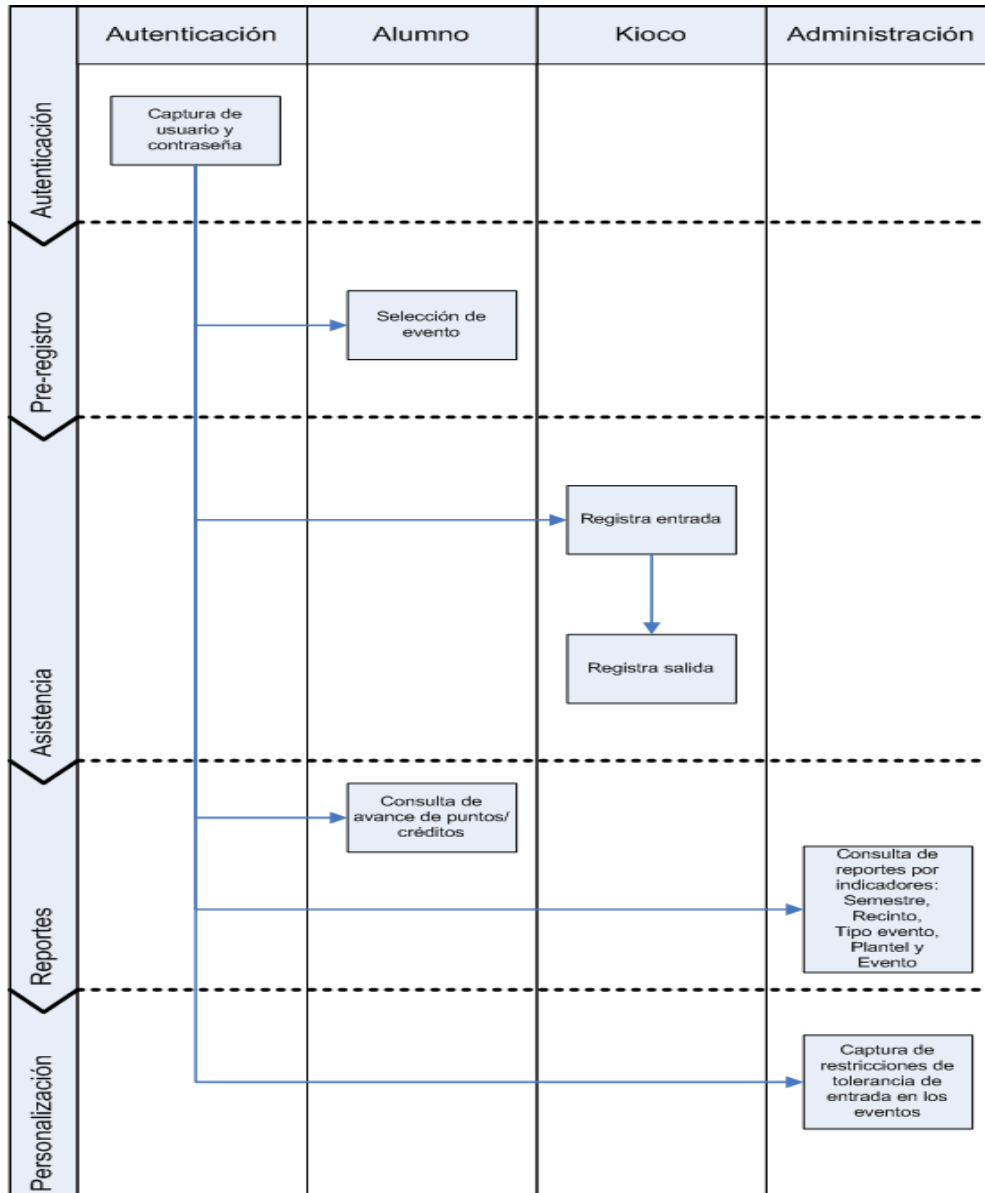 Autenticación
Alumno
Kioco
Administración
Autenticación
Captura de
usuario y
contraseña
Pre-registro
Selección de
evento
Asistencia
Registra entrada
Registra salida
Reportes
Consulta de
avance de puntos/
créditos
Consulta de
reportes por
indicadores:
Semestre,
Recinto,
Tipo evento,
Plantel y
Evento
Personalización
Captura de
restricciones de
tolerancia de
entrada en los
eventos